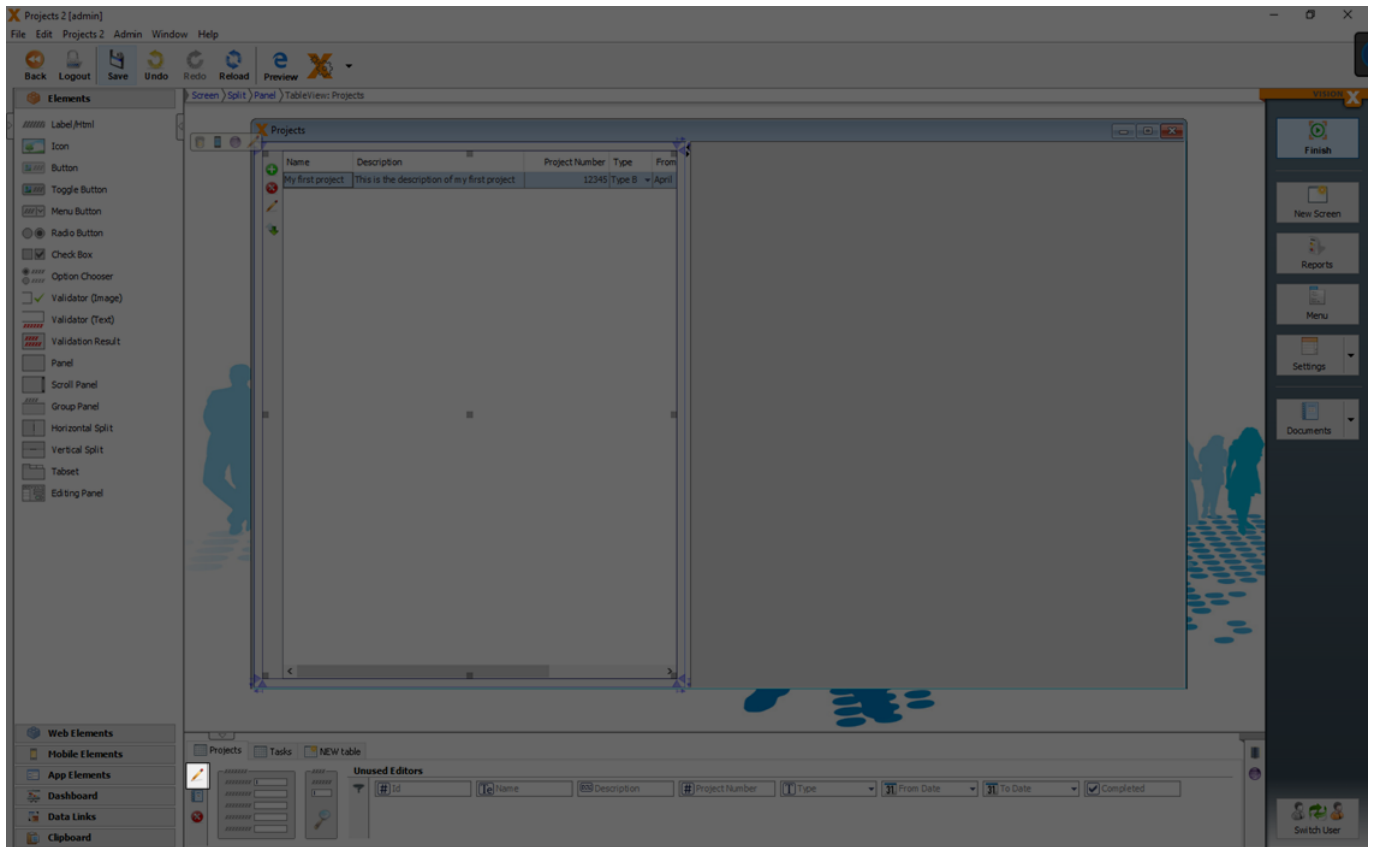 Projects 2 [admin]
File Edit Projects 2 Admin Window Help
Back Logout Save Undo Redo Reload Preview
Elements
Screen Split Panel TableView: Projects
VISION X
Label/Html
Icon
Button
Toggle Button
Menu Button
Radio Button
Check Box
Option Chooser
Validator (Image)
Validator (Text)
Validation Result
Panel
Scroll Panel
Group Panel
Horizontal Split
Vertical Split
Tabset
Editing Panel
Web Elements
Mobile Elements
App Elements
Dashboard
Data Links
Clipboard
Projects
Name Description Project Number Type From
My first project This is the description of my first project 12345 Type B April
Projects Tasks NEW table
Unused Editors
# Id Name Description # Project Number T Type 31 From Date 31 To Date Completed
Finish
New Screen
Reports
Menu
Settings
Documents
Switch User